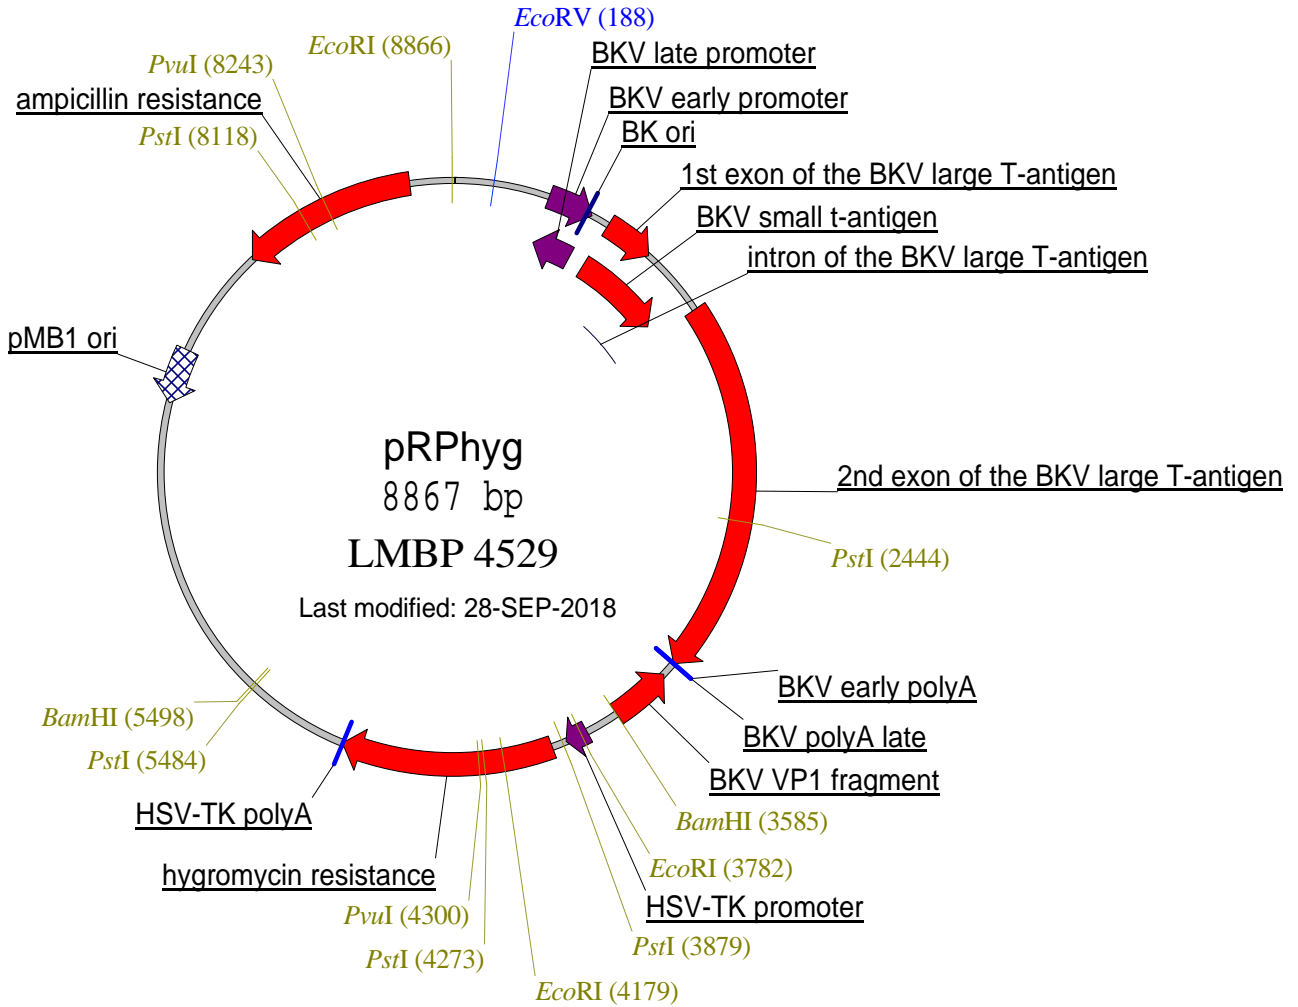 EcoRV (188)
EcoRI (8866)
BKV late promoter
PvuI (8243)
ampicillin resistance
BKV early promoter
PstI (8118)
BK ori
1st exon of the BKV large T-antigen
BKV small t-antigen
intron of the BKV large T-antigen
pMB1 ori
pRPhyg
8867 bp
LMBP 4529
Last modified: 28-SEP-2018
2nd exon of the BKV large T-antigen
PstI (2444)
BKV early polyA
BKV polyA late
BKV VP1 fragment
BamHI (3585)
EcoRI (3782)
HSV-TK promoter
PstI (3879)
EcoRI (4179)
PstI (4273)
PvuI (4300)
hygromycin resistance
HSV-TK polyA
PstI (5484)
BamHI (5498)